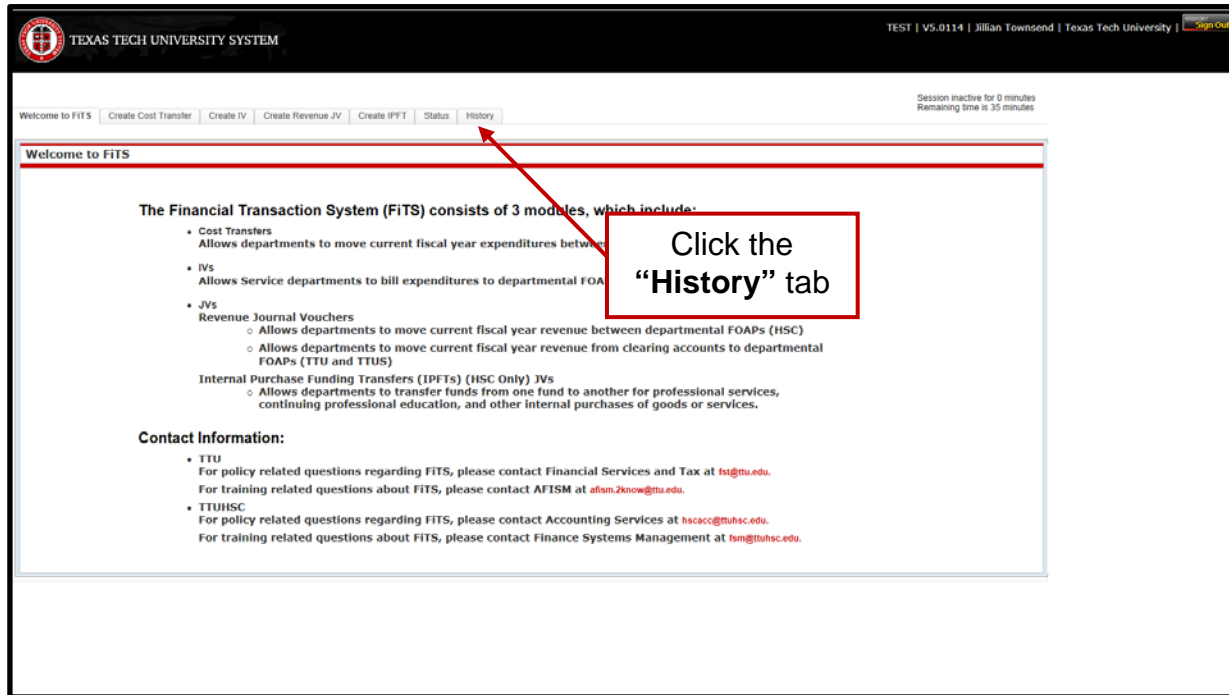 TEXAS TECH UNIVERSITY SYSTEM
TEST | V5.0114 | Jillian Townsend | Texas Tech University | Sign Out
Session inactive for 0 minutes
Remaining time is 35 minutes
Welcome to FiTS Create Cost Transfer Create IV Create Revenue JV Create IPFT Status History
Welcome to FiTS
The Financial Transaction System (FiTS) consists of 3 modules, which include:
• Cost Transfers
Allows departments to move current fiscal year expenditures between
• IVs
Allows Service departments to bill expenditures to departmental FOA
• JVs
Revenue Journal Vouchers
○ Allows departments to move current fiscal year revenue between departmental FOAPs (HSC)
○ Allows departments to move current fiscal year revenue from clearing accounts to departmental
FOAPs (TTU and TTUS)
Internal Purchase Funding Transfers (IPFTs) (HSC Only) JVs
○ Allows departments to transfer funds from one fund to another for professional services,
continuing professional education, and other internal purchases of goods or services.
Click the
“History” tab
Contact Information:
• TTU
For policy related questions regarding FiTS, please contact Financial Services and Tax at fst@ttu.edu.
For training related questions about FiTS, please contact AFISM at afism.2know@ttu.edu.
• TTUHSC
For policy related questions regarding FiTS, please contact Accounting Services at hscacc@ttuhsc.edu.
For training related questions about FiTS, please contact Finance Systems Management at fsm@ttuhsc.edu.